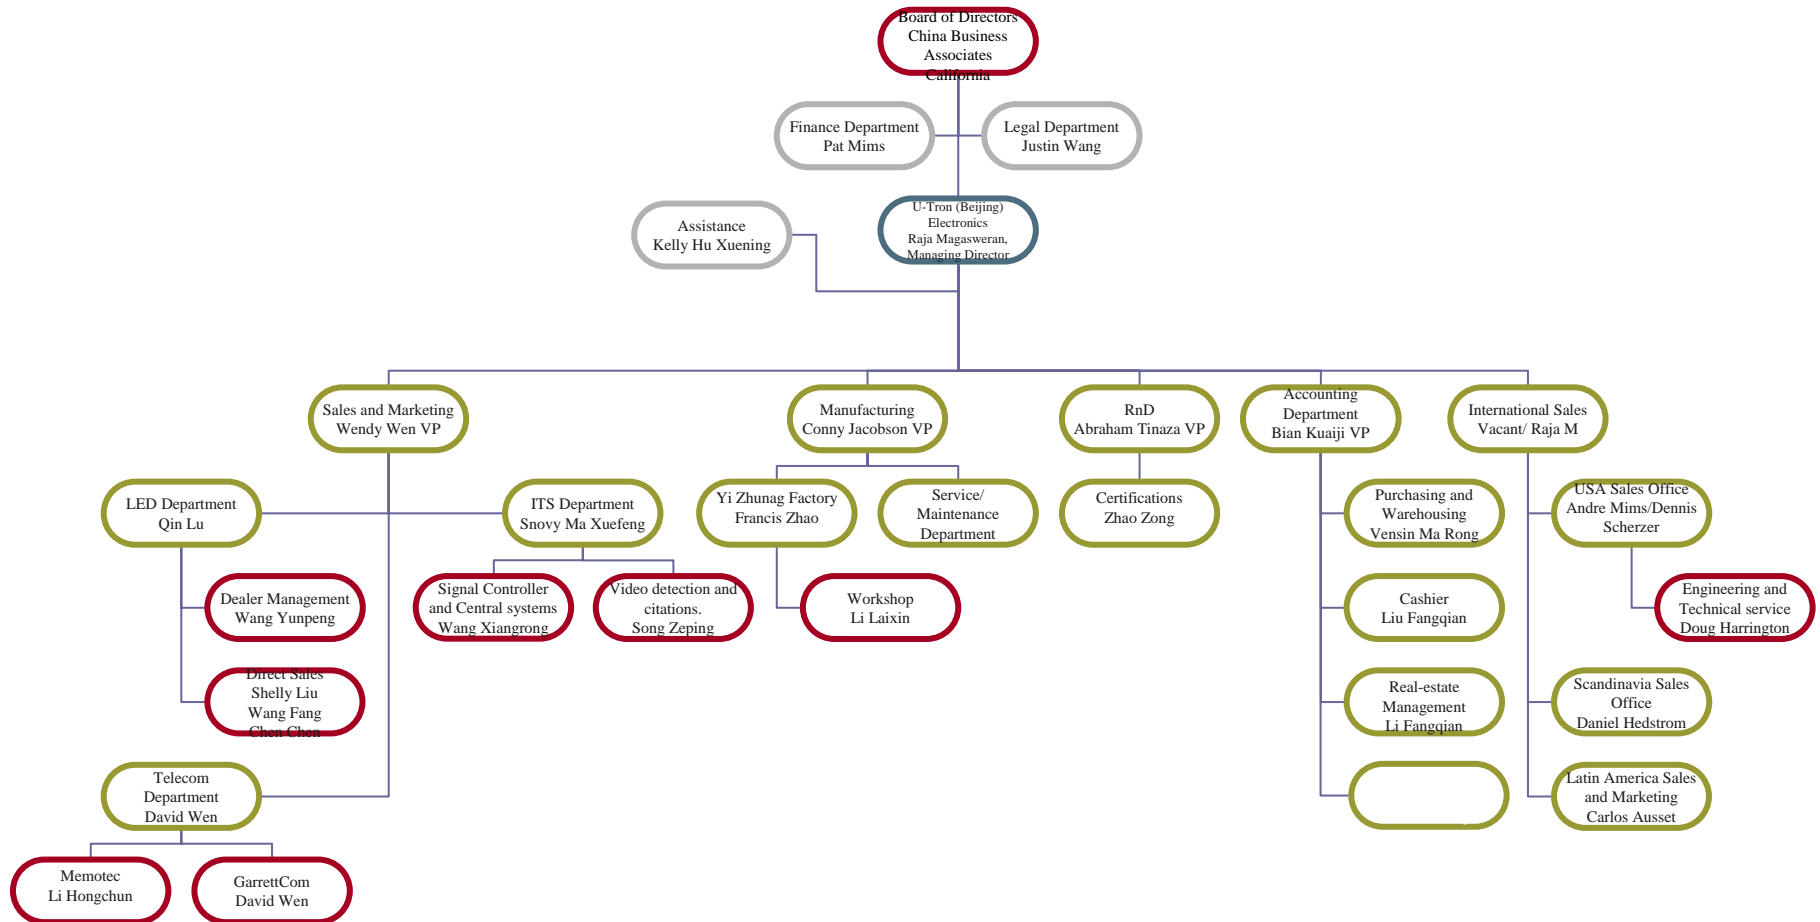 Board of Directors
China Business
Associates
California
Finance Department
Pat Mims
Legal Department
Justin Wang
Assistance
Kelly Hu Xuening
U-Tron (Beijing)
Electronics
Raja Magasweran,
Managing Director
Sales and Marketing
Wendy Wen VP
Manufacturing
Conny Jacobson VP
RnD
Abraham Tinaza VP
Accounting
Department
Bian Kuaiji VP
International Sales
Vacant/ Raja M
LED Department
Qin Lu
ITS Department
Snovy Ma Xuefeng
Yi Zhunag Factory
Francis Zhao
Service/
Maintenance
Department
Certifications
Zhao Zong
Purchasing and
Warehousing
Vensin Ma Rong
USA Sales Office
Andre Mims/Dennis
Scherzer
Dealer Management
Wang Yunpeng
Signal Controller
and Central systems
Wang Xiangrong
Video detection and
citations.
Song Zeping
Workshop
Li Laixin
Cashier
Liu Fangqian
Engineering and
Technical service
Doug Harrington
Direct Sales
Shelly Liu
Wang Fang
Chen Chen
Real-estate
Management
Li Fangqian
Scandinavia Sales
Office
Daniel Hedstrom
Telecom
Department
David Wen
Latin America Sales
and Marketing
Carlos Ausset
Memotec
Li Hongchun
GarrettCom
David Wen